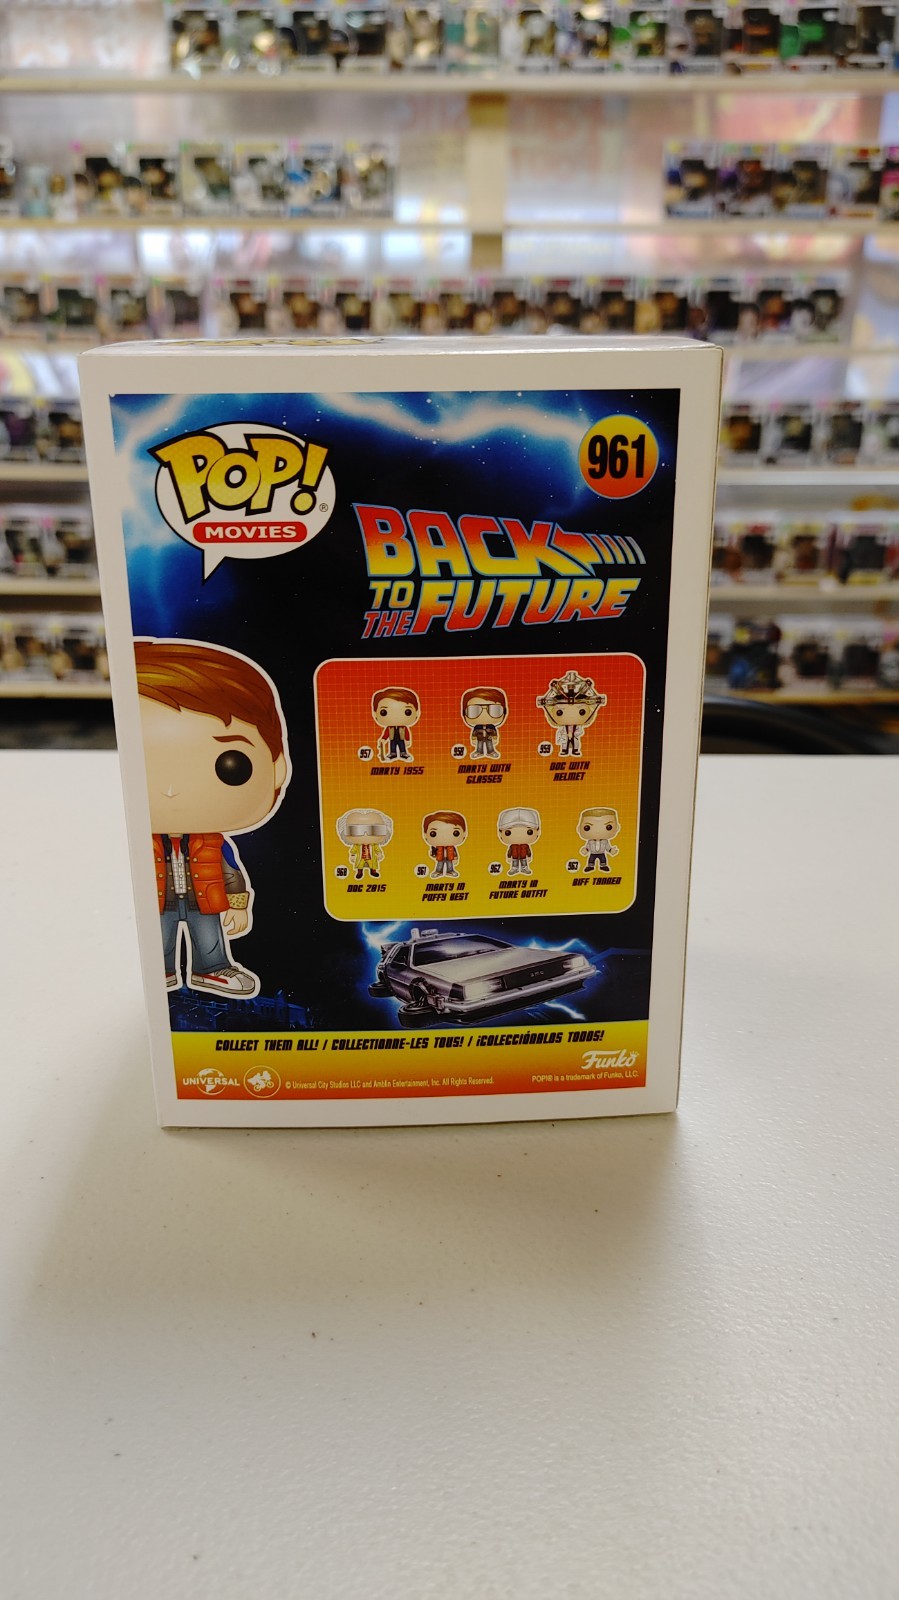 POP!®
MOVIES
961
BACK
TO
THE FUTURE
957
MARTY 1955
958
MARTY WITH
GLASSES
959
DOC WITH
HELMET
960
DOC 2015
961
MARTY IN
PUFFY VEST
962
MARTY IN
FUTURE OUTFIT
963
BIFF TANNEN
COLLECT THEM ALL! / COLLECTIONNE-LES TOUS! / ¡COLECCIÓNALOS TODOS!
Funko
UNIVERSAL
© Universal City Studios LLC and Amblin Entertainment, Inc. All Rights Reserved.
POP!® is a trademark of Funko, LLC.